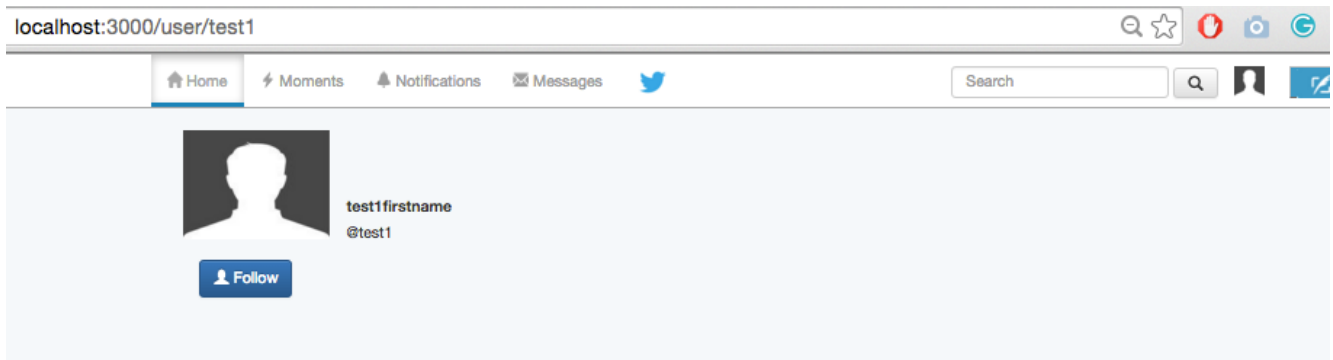 localhost:3000/user/test1
Home Moments Notifications Messages Search
test1firstname
@test1
Follow